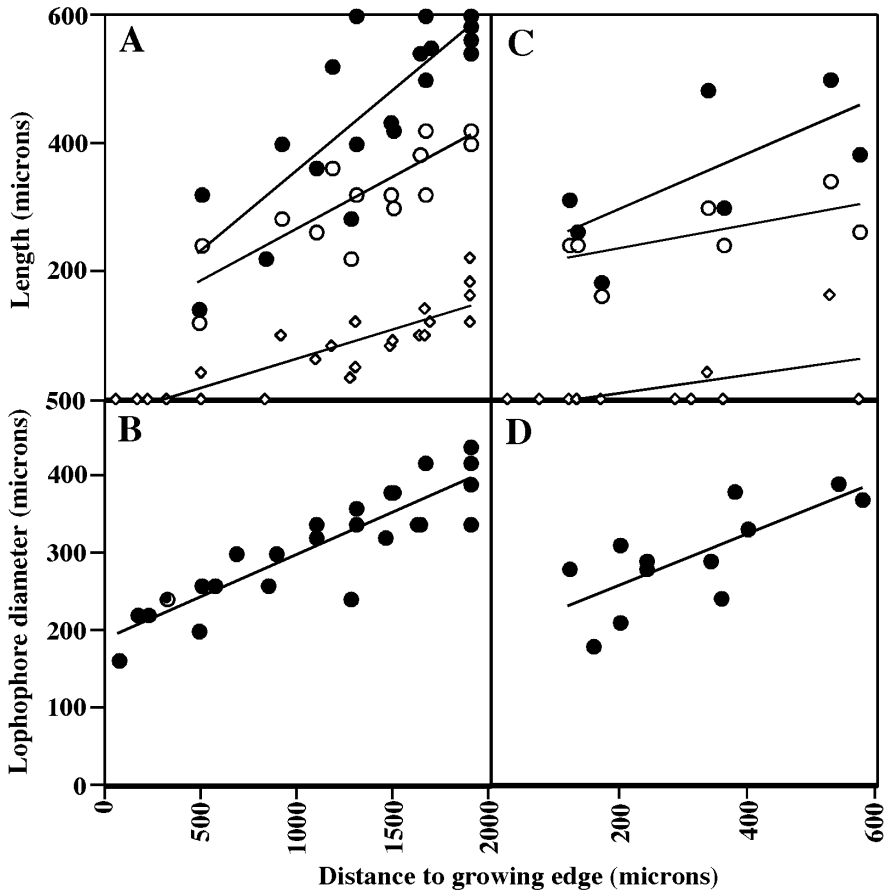 A
C
600
400
200
Length (microns)
500
B
D
400
300
200
100
0
Lophophore diameter (microns)
0
500
1000
1500
2000
200
400
600
Distance to growing edge (microns)